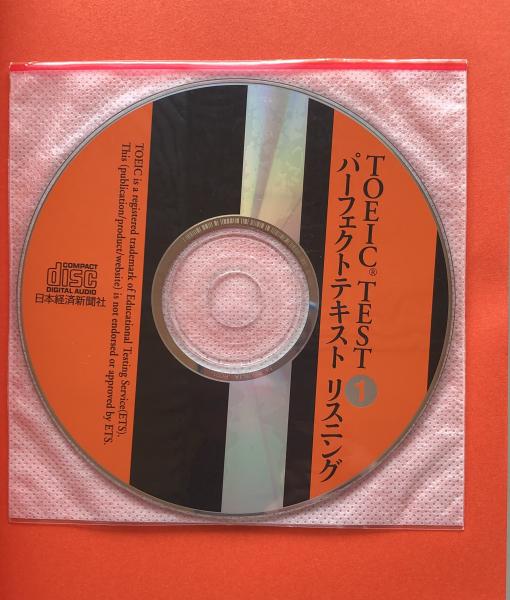 TOEIC® TEST 1
パーフェクトテキスト リスニング
TOEIC is a registered trademark of Educational Testing Service(ETS).
This (publication/product/website) is not endorsed or approved by ETS.
COMPACT
disc
DIGITAL AUDIO
日本経済新聞社